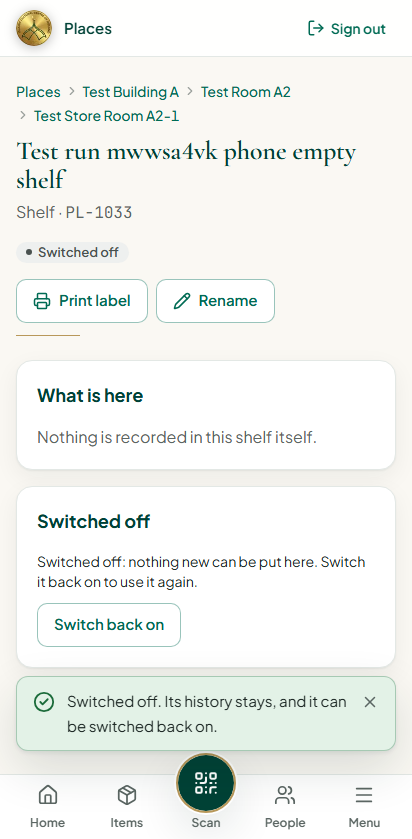 Places
Sign out
Places > Test Building A > Test Room A2
> Test Store Room A2-1
Test run mwwsa4vk phone empty
shelf
Shelf · PL-1033
Switched off
Print label
Rename
What is here
Nothing is recorded in this shelf itself.
Switched off
Switched off: nothing new can be put here. Switch
it back on to use it again.
Switch back on
Switched off. Its history stays, and it can
be switched back on.
Home
Items
Scan
People
Menu